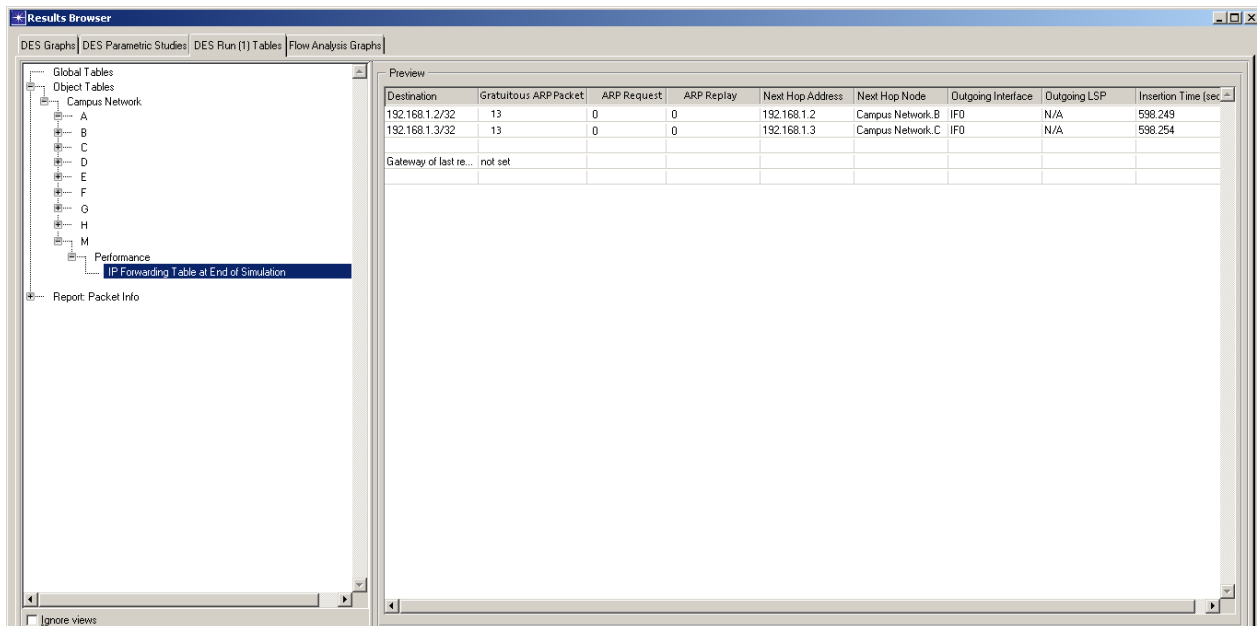 Results Browser
DES Graphs DES Parametric Studies DES Run (1) Tables Flow Analysis Graphs
Global Tables
Object Tables
Campus Network
A
B
C
D
E
F
G
H
M
Performance
IP Forwarding Table at End of Simulation
Report: Packet Info
Ignore views
Preview
Destination Gratuitous ARP Packet ARP Request ARP Replay Next Hop Address Next Hop Node Outgoing Interface Outgoing LSP Insertion Time (sec
192.168.1.2/32 13 0 0 192.168.1.2 Campus Network.B IF0 N/A 598.249
192.168.1.3/32 13 0 0 192.168.1.3 Campus Network.C IF0 N/A 598.254
Gateway of last re... not set